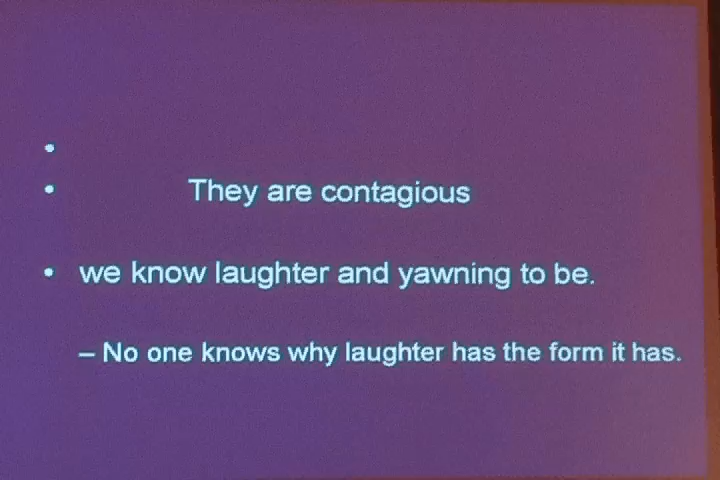 •
• They are contagious
• we know laughter and yawning to be.
– No one knows why laughter has the form it has.